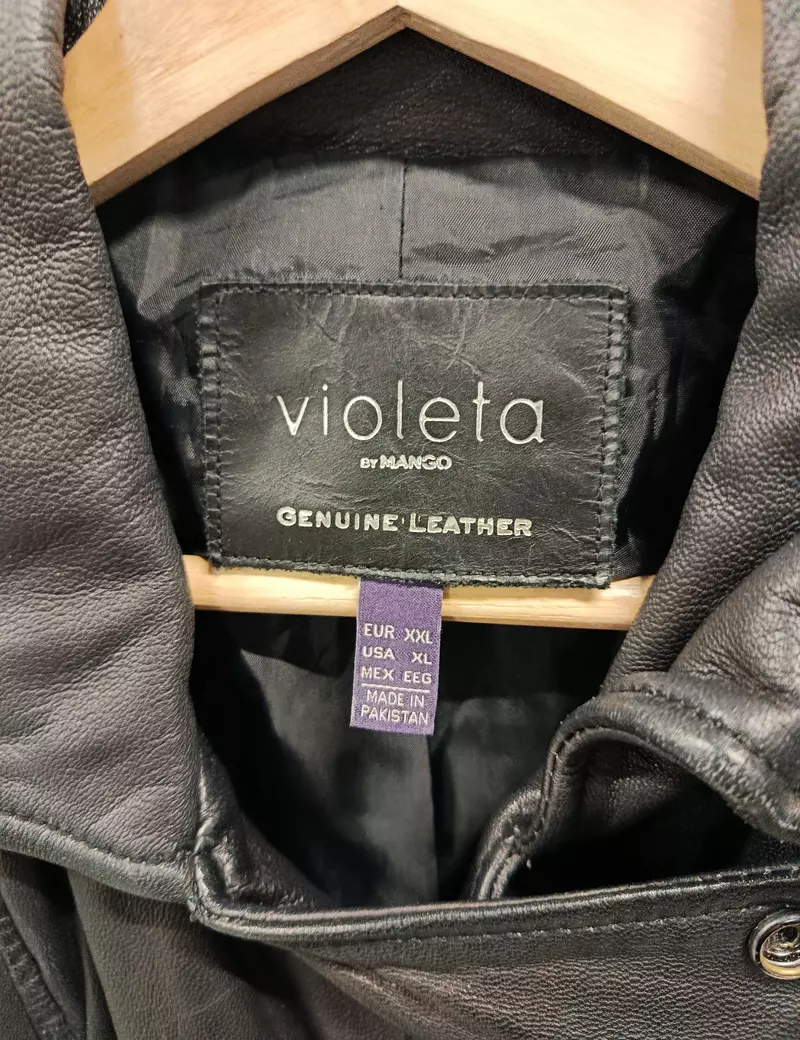 violeta
BY MANGO
GENUINE LEATHER
EUR XXL
USA XL
MEX EEG
MADE IN
PAKISTAN